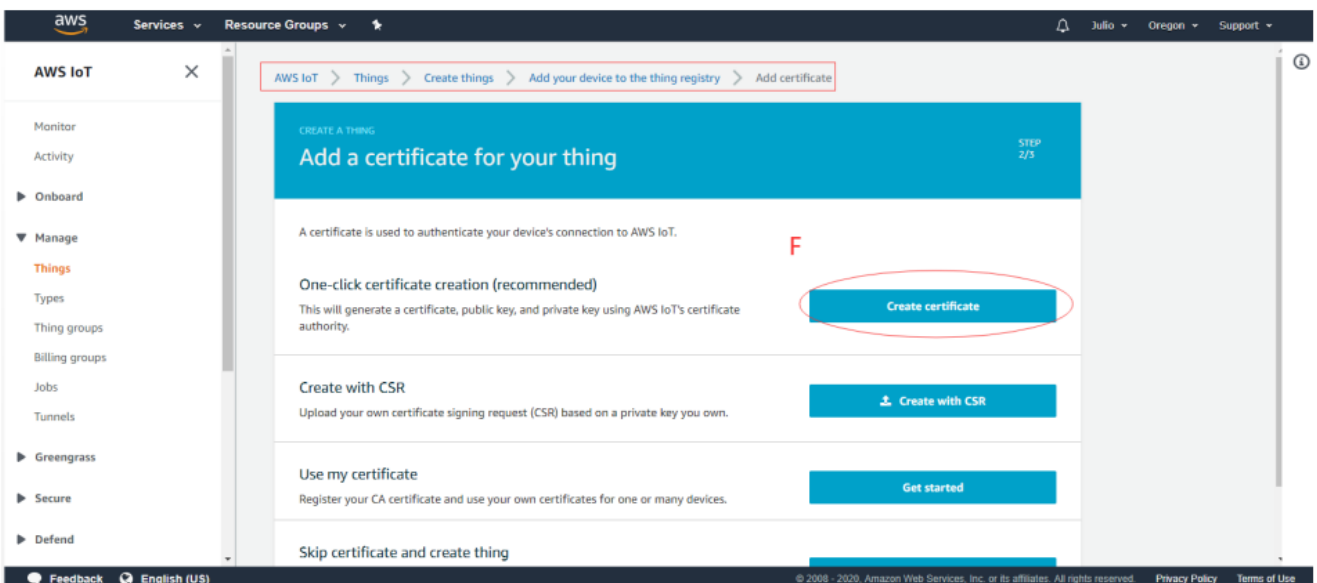 aws Services Resource Groups Julio Oregon Support
AWS IoT
Monitor
Activity
Onboard
Manage
Things
Types
Thing groups
Billing groups
Jobs
Tunnels
Greengrass
Secure
Defend
AWS IoT Things Create things Add your device to the thing registry Add certificate
CREATE A THING
Add a certificate for your thing
STEP
2/3
A certificate is used to authenticate your device's connection to AWS IoT.
F
One-click certificate creation (recommended)
This will generate a certificate, public key, and private key using AWS IoT's certificate
authority.
Create certificate
Create with CSR
Upload your own certificate signing request (CSR) based on a private key you own.
Create with CSR
Use my certificate
Register your CA certificate and use your own certificates for one or many devices.
Get started
Skip certificate and create thing
Feedback English (US) © 2008 - 2020, Amazon Web Services, Inc. or its affiliates. All rights reserved. Privacy Policy Terms of Use